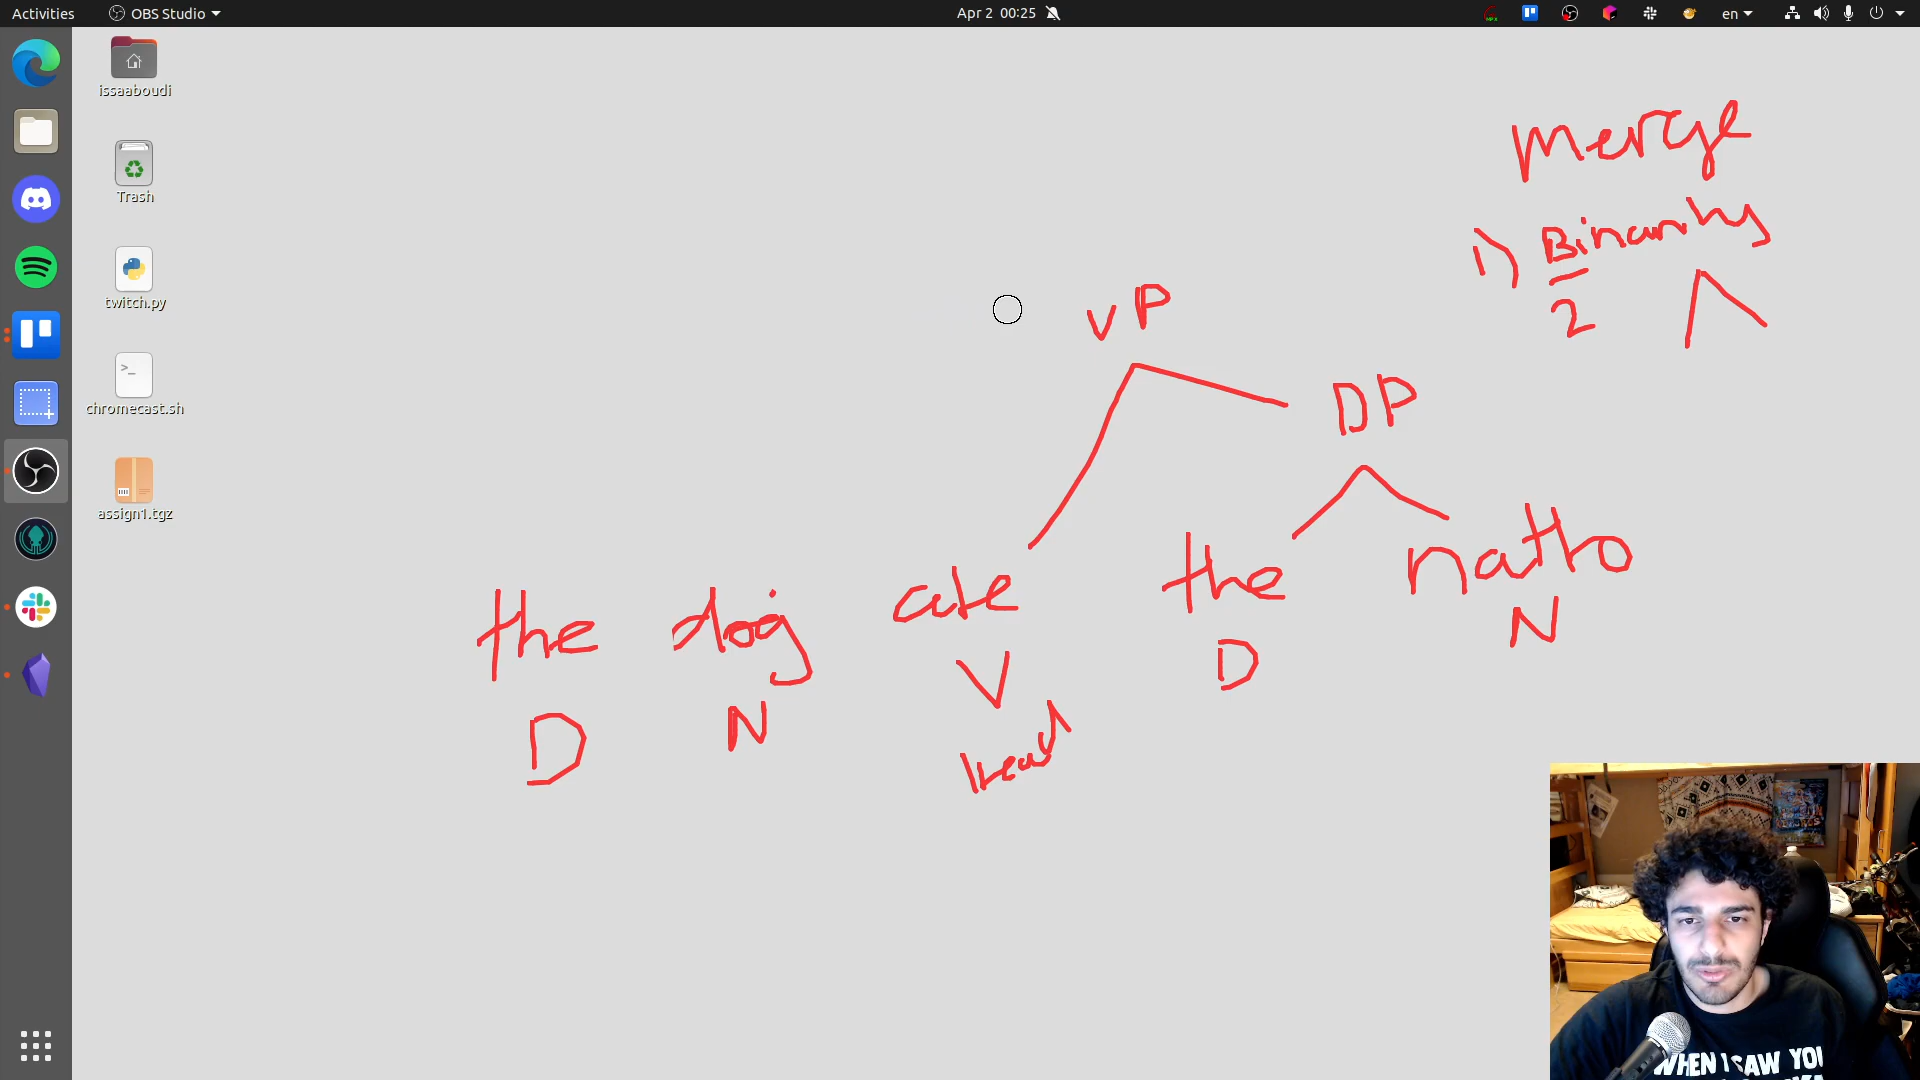 Activities OBS Studio Apr 2 00:25 en
issaaboudi
Trash
twitch.py
chromecast.sh
assign1.tgz
merge
1) Binarity
2
vP
DP
the dog ate the natto
D N V D N
head
WHEN I SAW YOU